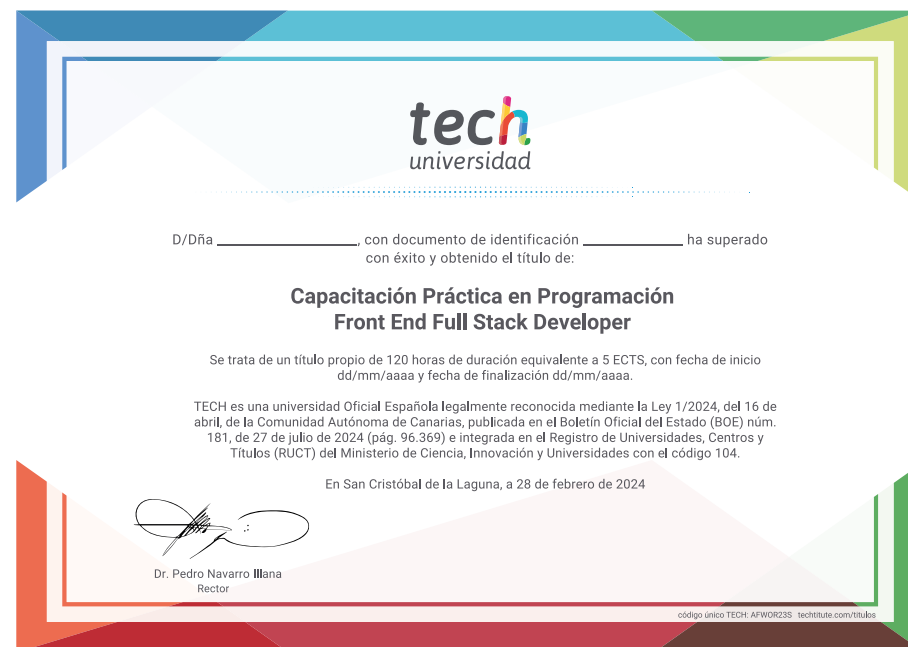 tech
universidad
D/Dña ________________, con documento de identificación ____________ ha superado
con éxito y obtenido el título de:
Capacitación Práctica en Programación
Front End Full Stack Developer
Se trata de un título propio de 120 horas de duración equivalente a 5 ECTS, con fecha de inicio
dd/mm/aaaa y fecha de finalización dd/mm/aaaa.
TECH es una universidad Oficial Española legalmente reconocida mediante la Ley 1/2024, del 16 de
abril, de la Comunidad Autónoma de Canarias, publicada en el Boletín Oficial del Estado (BOE) núm.
181, de 27 de julio de 2024 (pág. 96.369) e integrada en el Registro de Universidades, Centros y
Títulos (RUCT) del Ministerio de Ciencia, Innovación y Universidades con el código 104.
En San Cristóbal de la Laguna, a 28 de febrero de 2024
Dr. Pedro Navarro Illana
Rector
código único TECH: AFWOR23S techtitute.com/titulos